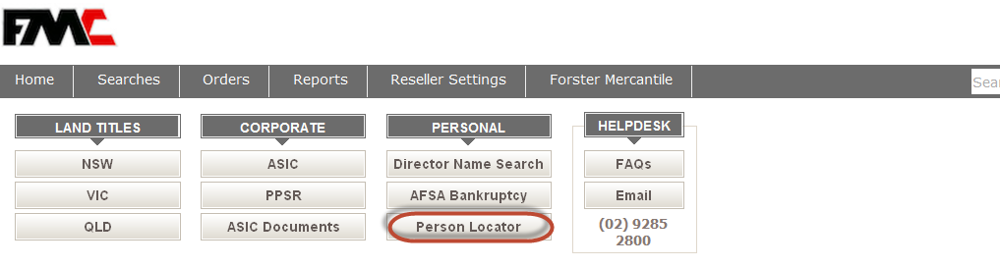 FMC
Home Searches Orders Reports Reseller Settings Forster Mercantile Sear
LAND TITLES CORPORATE PERSONAL HELPDESK
NSW ASIC Director Name Search FAQs
VIC PPSR AFSA Bankruptcy Email
QLD ASIC Documents Person Locator (02) 9285
2800